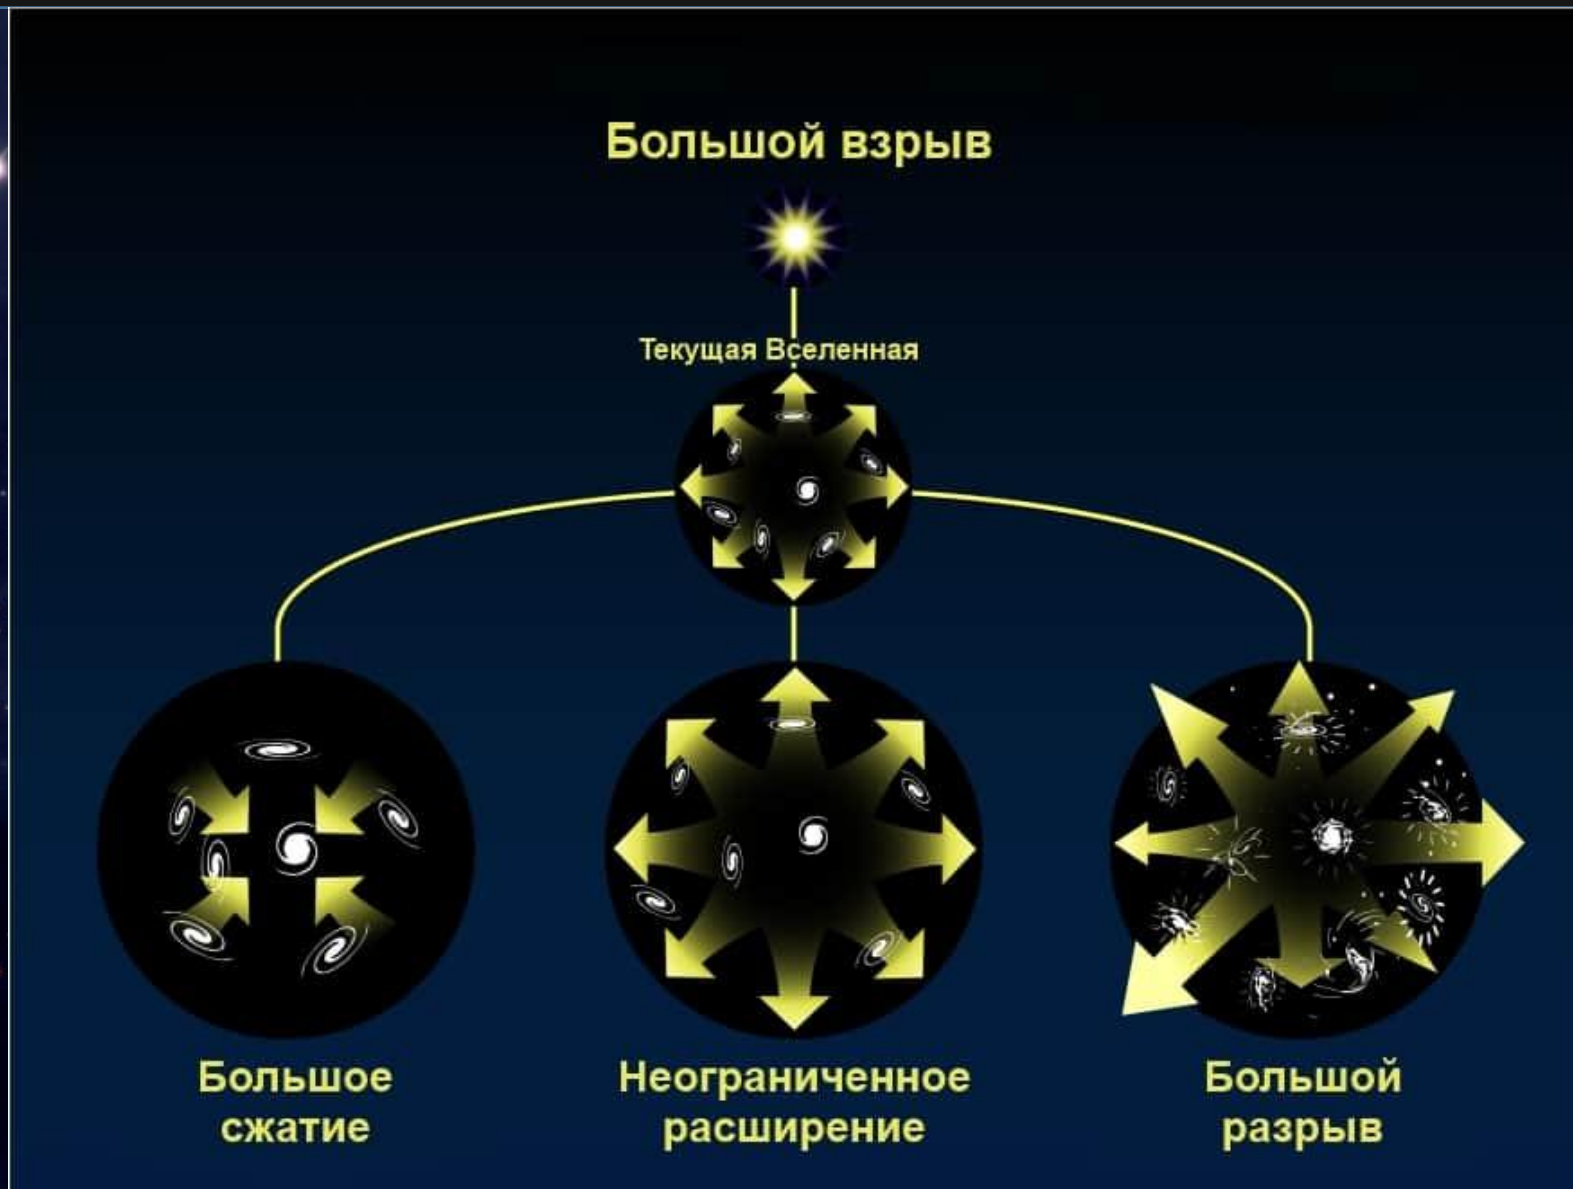 Большой взрыв
Текущая Вселенная
Большое
сжатие
Неограниченное
расширение
Большой
разрыв